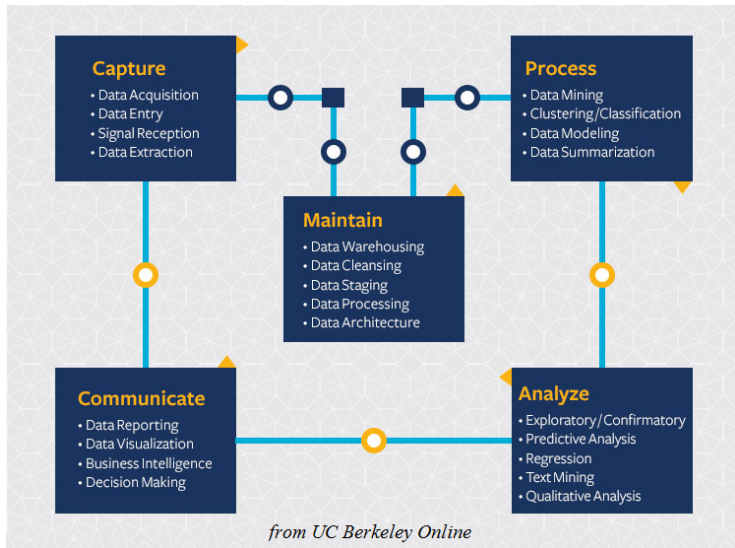 Capture
• Data Acquisition
• Data Entry
• Signal Reception
• Data Extraction
Process
• Data Mining
• Clustering/Classification
• Data Modeling
• Data Summarization
Maintain
• Data Warehousing
• Data Cleansing
• Data Staging
• Data Processing
• Data Architecture
Communicate
• Data Reporting
• Data Visualization
• Business Intelligence
• Decision Making
Analyze
• Exploratory/Confirmatory
• Predictive Analysis
• Regression
• Text Mining
• Qualitative Analysis
from UC Berkeley Online